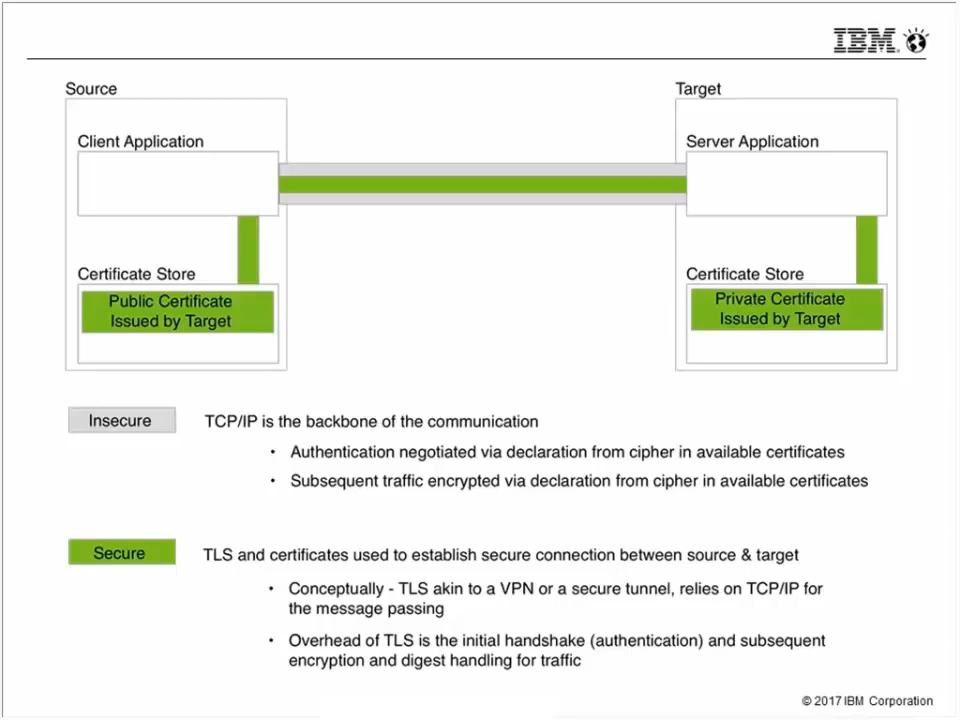 IBM
Source
Target
Client Application
Server Application
Certificate Store
Certificate Store
Public Certificate
Issued by Target
Private Certificate
Issued by Target
Insecure
TCP/IP is the backbone of the communication
• Authentication negotiated via declaration from cipher in available certificates
• Subsequent traffic encrypted via declaration from cipher in available certificates
Secure
TLS and certificates used to establish secure connection between source & target
• Conceptually - TLS akin to a VPN or a secure tunnel, relies on TCP/IP for
the message passing
• Overhead of TLS is the initial handshake (authentication) and subsequent
encryption and digest handling for traffic
© 2017 IBM Corporation